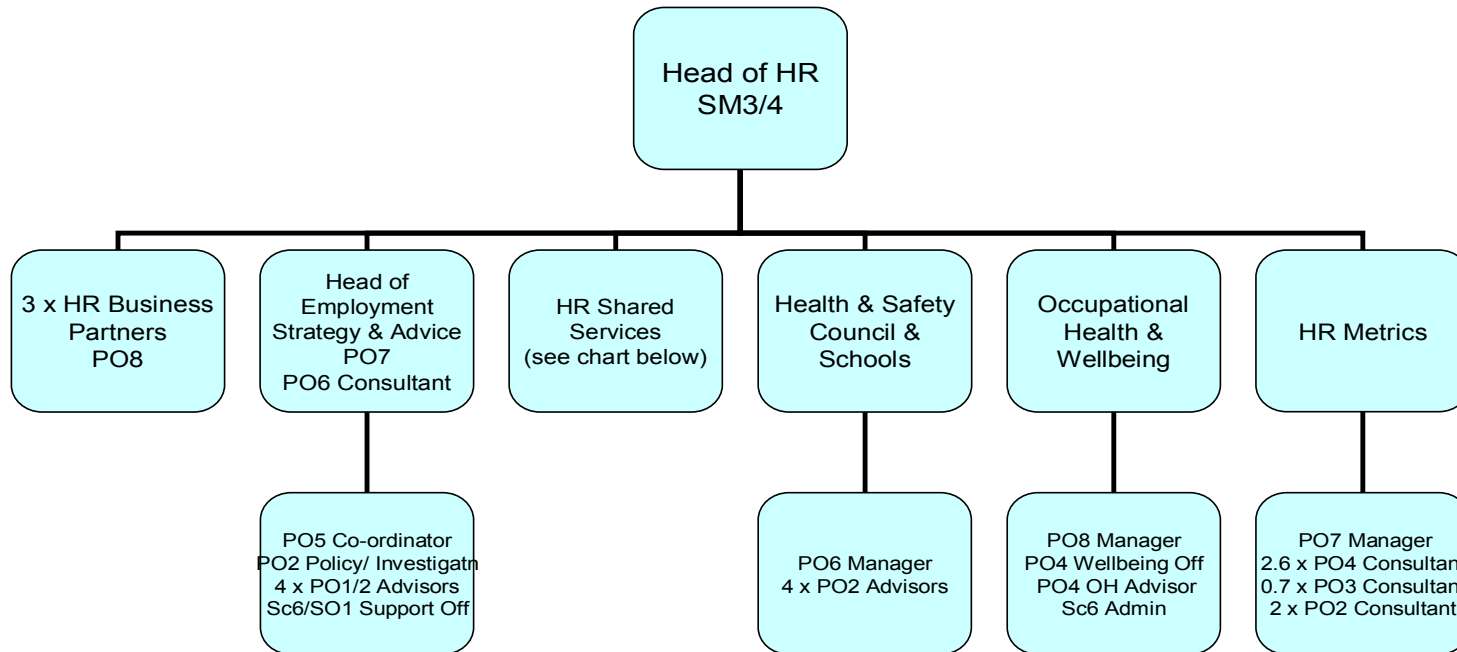 Head of HR
SM3/4
3 x HR Business
Partners
PO8
Head of
Employment
Strategy & Advice
PO7
PO6 Consultant
HR Shared
Services
(see chart below)
Health & Safety
Council &
Schools
Occupational
Health &
Wellbeing
HR Metrics
PO5 Co-ordinator
PO2 Policy/ Investigatn
4 x PO1/2 Advisors
Sc6/SO1 Support Off
PO6 Manager
4 x PO2 Advisors
PO8 Manager
PO4 Wellbeing Off
PO4 OH Advisor
Sc6 Admin
PO7 Manager
2.6 x PO4 Consultant
0.7 x PO3 Consultant
2 x PO2 Consultant